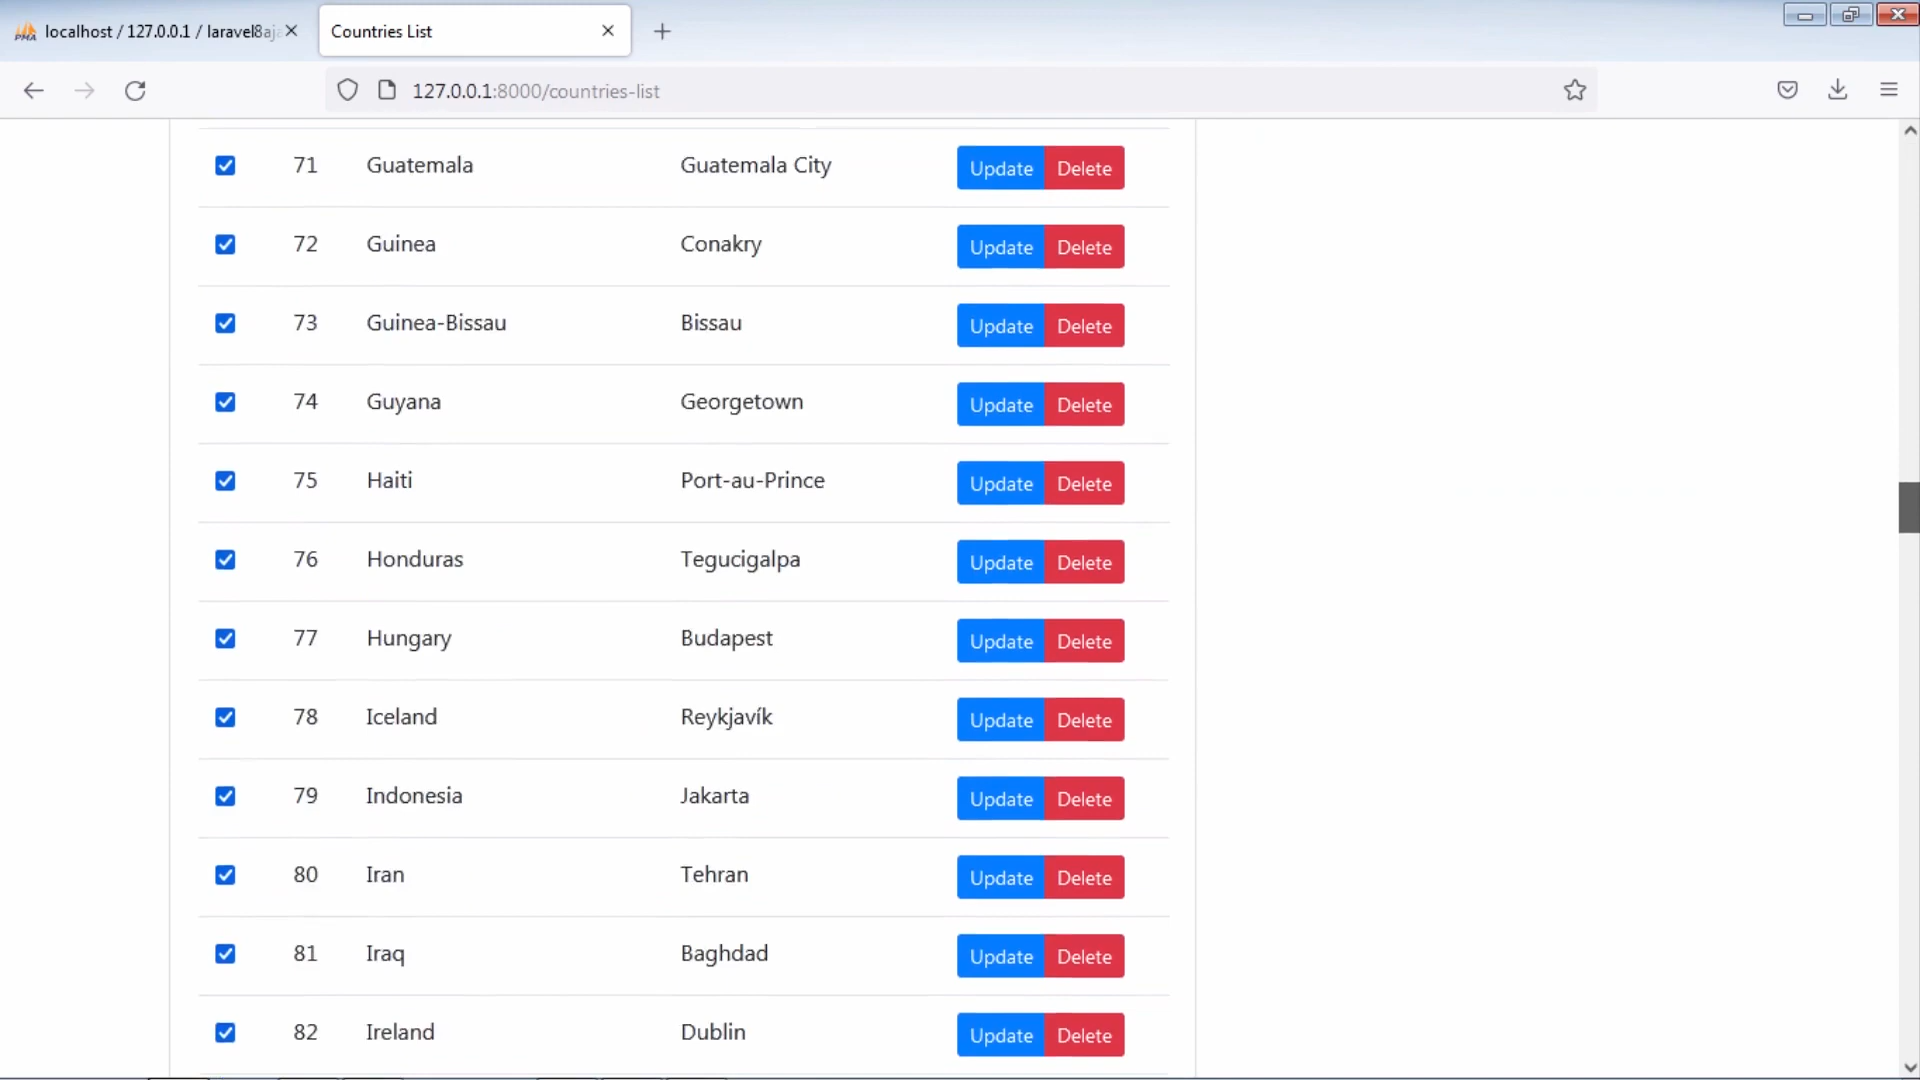 localhost / 127.0.0.1 / laravel8aja
Countries List
127.0.0.1:8000/countries-list
71 Guatemala Guatemala City Update Delete
72 Guinea Conakry Update Delete
73 Guinea-Bissau Bissau Update Delete
74 Guyana Georgetown Update Delete
75 Haiti Port-au-Prince Update Delete
76 Honduras Tegucigalpa Update Delete
77 Hungary Budapest Update Delete
78 Iceland Reykjavík Update Delete
79 Indonesia Jakarta Update Delete
80 Iran Tehran Update Delete
81 Iraq Baghdad Update Delete
82 Ireland Dublin Update Delete